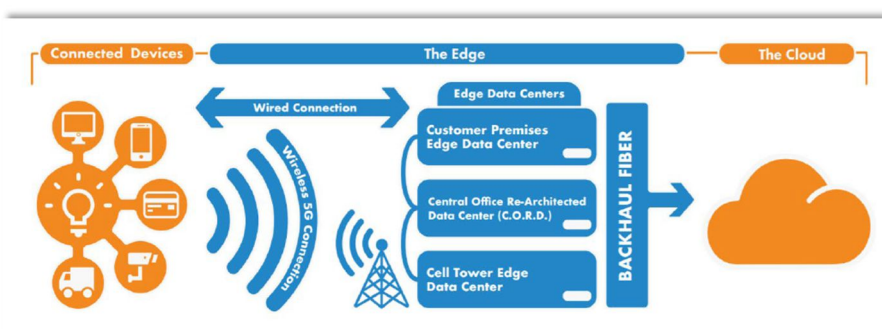 Connected Devices
The Edge
The Cloud
Wired Connection
Wireless 5G Connection
Edge Data Centers
Customer Premises
Edge Data Center
Central Office Re-Architected
Data Center (C.O.R.D.)
Cell Tower Edge
Data Center
BACKHAUL FIBER